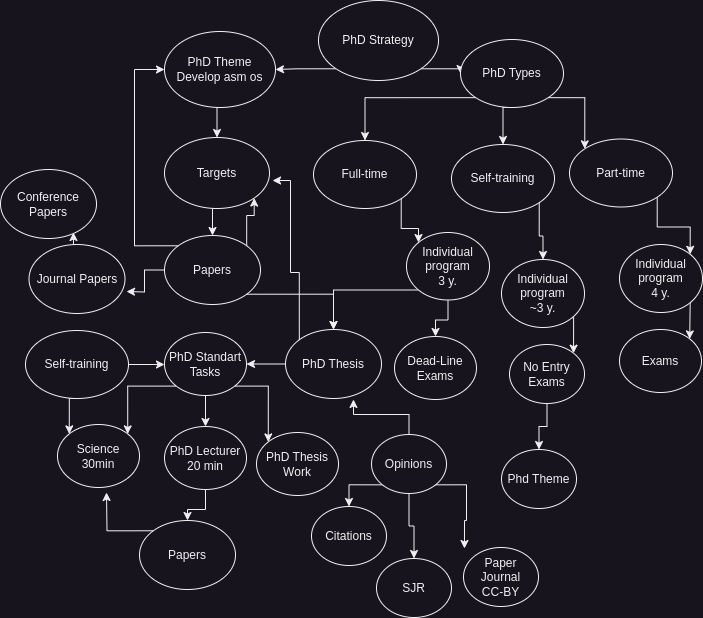 PhD Strategy
PhD Theme
Develop asm os
PhD Types
Targets
Full-time
Self-training
Part-time
Conference
Papers
Journal Papers
Papers
Individual
program
3 y.
Individual
program
~3 y.
Individual
program
4 y.
Self-training
PhD Standart
Tasks
PhD Thesis
Dead-Line
Exams
No Entry
Exams
Exams
Science
30min
PhD Lecturer
20 min
PhD Thesis
Work
Opinions
Phd Theme
Papers
Citations
SJR
Paper
Journal
CC-BY